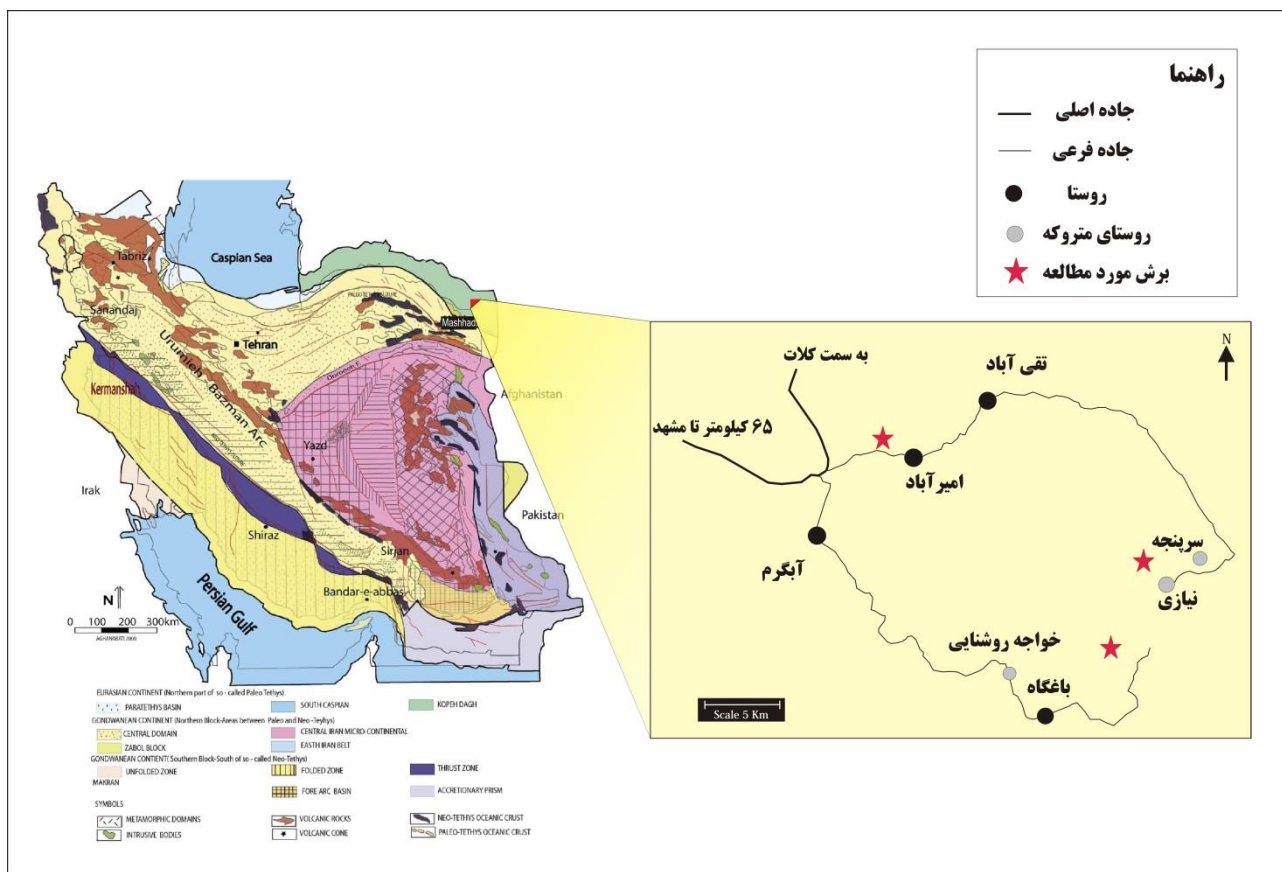 راهنما
جاده اصلی
جاده فرعی
روستا
روستای متروکه
برش مورد مطالعه
Caspian Sea
Tabriz
Sanandaj
Mashhad
Tehran
Urumieh Bazman Arc
Kermanshah
Afghanistan
Yazd
Irak
Pakistan
Shiraz
Sirjan
Bandar-e-abbas
Persian Gulf
N
0 100 200 300km
AGHANABATI 2000
N
به سمت کلات
۶۵ کیلومتر تا مشهد
تقی آباد
امیرآباد
آبگرم
سرپنجه
نیازی
خواجه روشنایی
باغگاه
Scale 5 Km
EURASIAN CONTINENT (Northern part of so - called Paleo Tethys)
PARATETHYS BASIN
SOUTH CASPIAN
KOPEH DAGH
GONDWANEAN CONTINENT (Northern Block-Areas between Paleo and Neo -Teyhys)
CENTRAL DOMAIN
CENTRAL IRAN MICRO-CONTINENTAL
ZABOL BLOCK
EASTH IRAN BELT
GONDWANEAN CONTIENT(Southern Block-South of so - called Neo-Tethys)
UNFOLDED ZONE
FOLDED ZONE
THRUST ZONE
MAKRAN
FORE ARC BASIN
ACCRETIONARY PRISM
SYMBOLS
METAMORPHIC DOMAINS
VOLCANIC ROCKS
NEO-TETHYS OCEANIC CRUST
INTRUSIVE BODIES
VOLCANIC CONE
PALEO-TETHYS OCEANIC CRUST